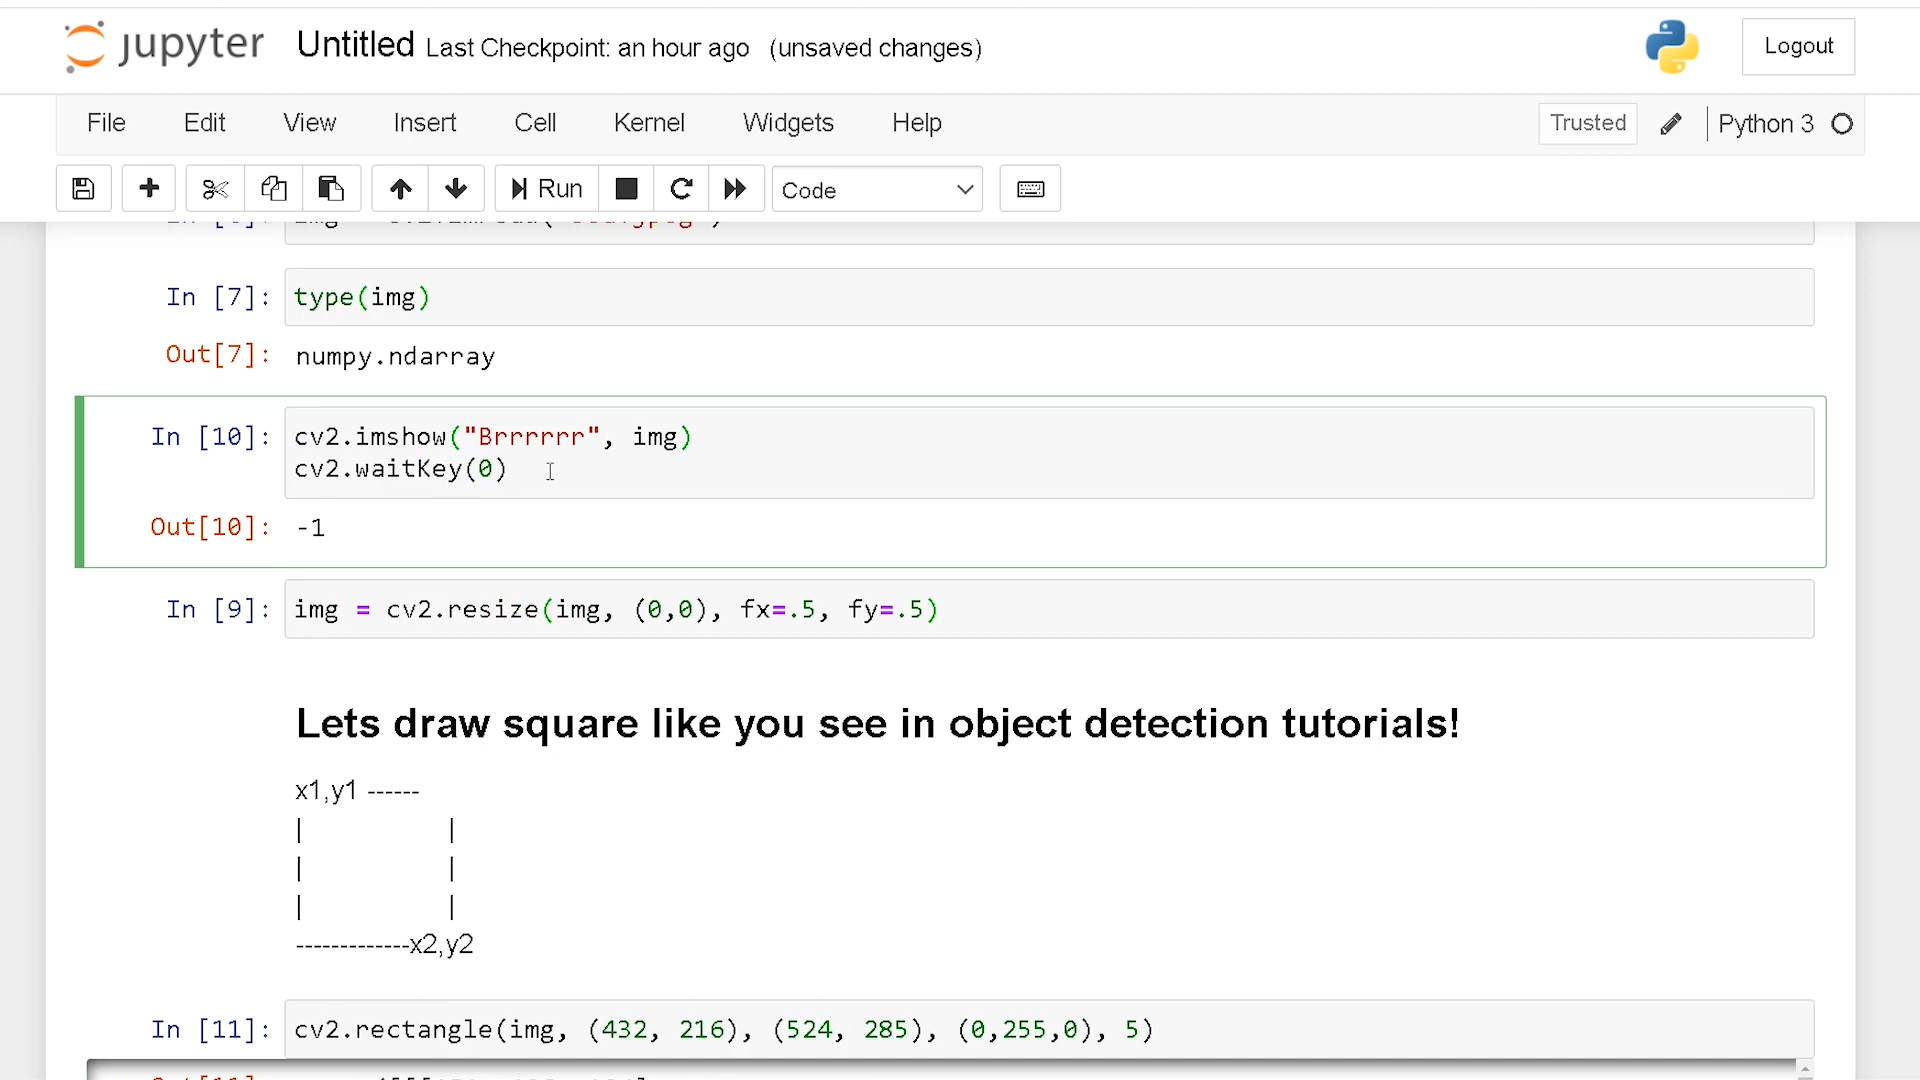 jupyter Untitled Last Checkpoint: an hour ago (unsaved changes) Logout
File Edit View Insert Cell Kernel Widgets Help Trusted Python 3
Run Code
In [7]: type(img)
Out[7]: numpy.ndarray
In [10]: cv2.imshow("Brrrrrr", img)
cv2.waitKey(0)
Out[10]: -1
In [9]: img = cv2.resize(img, (0,0), fx=.5, fy=.5)
Lets draw square like you see in object detection tutorials!
x1,y1 ------
| |
| |
| |
-------------x2,y2
In [11]: cv2.rectangle(img, (432, 216), (524, 285), (0,255,0), 5)